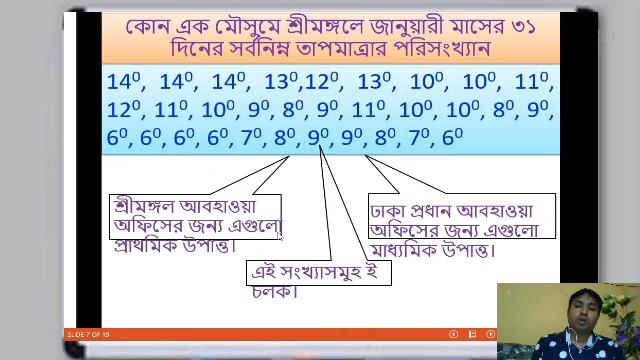 কোন এক মৌসুমে শ্রীমঙ্গলে জানুয়ারী মাসের ৩১
দিনের সর্বনিম্ন তাপমাত্রার পরিসংখ্যান
14⁰, 14⁰, 14⁰, 13⁰,12⁰, 13⁰, 10⁰, 10⁰, 11⁰,
12⁰, 11⁰, 10⁰, 9⁰, 8⁰, 9⁰, 11⁰, 10⁰, 10⁰, 8⁰, 9⁰,
6⁰, 6⁰, 6⁰, 6⁰, 7⁰, 8⁰, 9⁰, 9⁰, 8⁰, 7⁰, 6⁰
শ্রীমঙ্গল আবহাওয়া
অফিসের জন্য এগুলো
প্রাথমিক উপাত্ত।
ঢাকা প্রধান আবহাওয়া
অফিসের জন্য এগুলো
মাধ্যমিক উপাত্ত।
এই সংখ্যাসমুহ ই
চলক।
SLIDE 7 OF 19